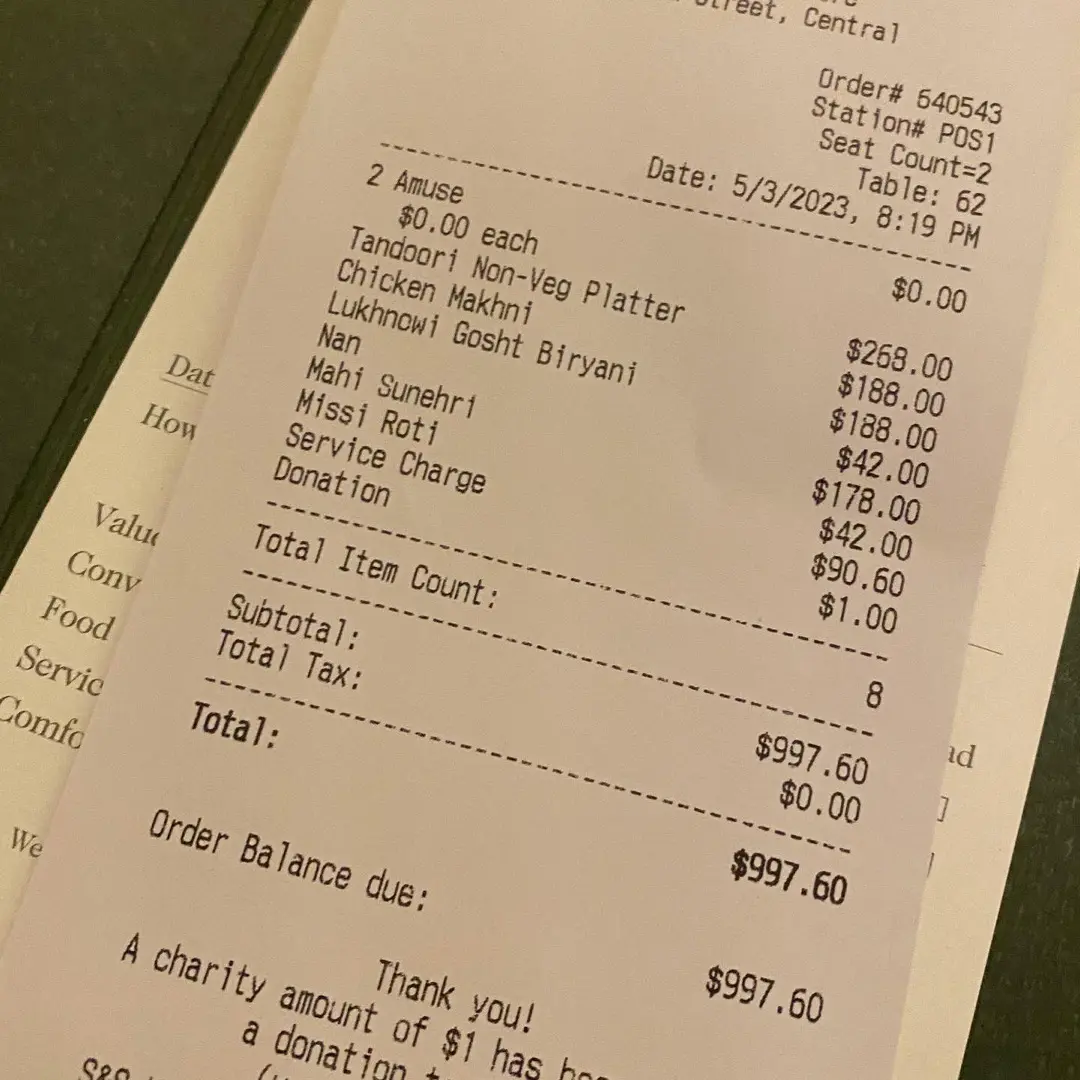 Street, Central
Order# 640543
Station# POS1
Seat Count=2
Table: 62
Date: 5/3/2023, 8:19 PM
2 Amuse
$0.00 each $0.00
Tandoori Non-Veg Platter $268.00
Chicken Makhni $188.00
Lukhnowi Gosht Biryani $188.00
Nan $42.00
Mahi Sunehri $178.00
Missi Roti $42.00
Service Charge $90.60
Donation $1.00
Total Item Count: 8
Subtotal: $997.60
Total Tax: $0.00
Total: $997.60
Order Balance due: $997.60
Thank you!
A charity amount of $1 has
a donation
Dat
How
Valu
Conv
Food
Servic
Comfo
We
ad
]
]